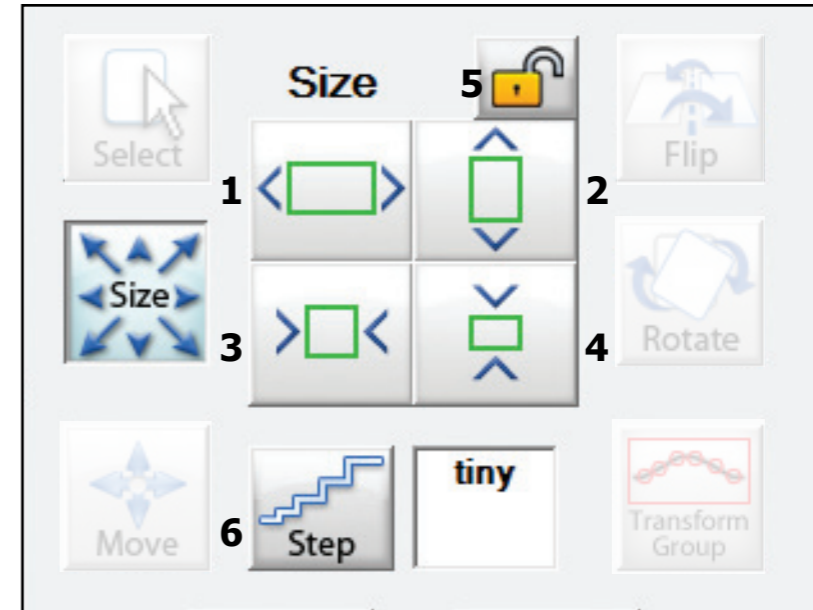 Size
5
Select
Flip
1
2
Size
3
4
Rotate
tiny
6
Move
Step
Transform
Group